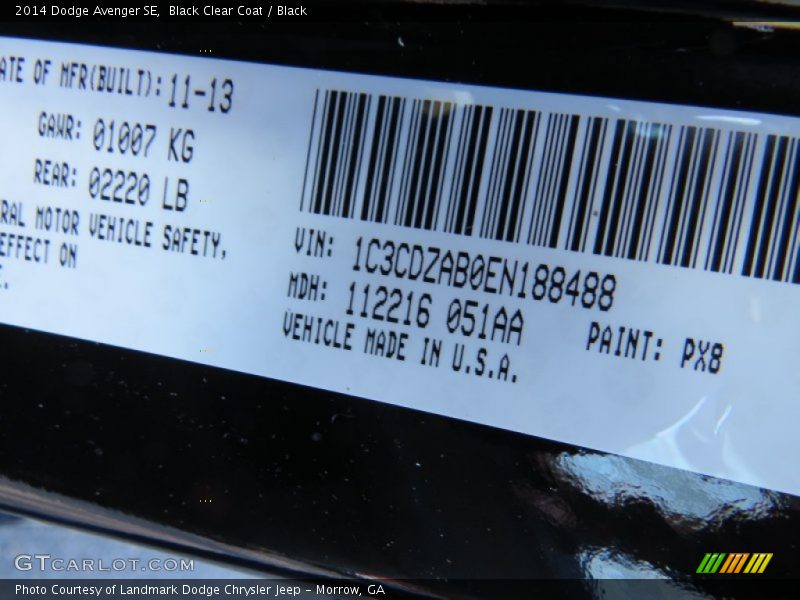 2014 Dodge Avenger SE,  Black Clear Coat / Black
ATE OF MFR(BUILT): 11-13
GAWR: 01007 KG
REAR: 02220 LB
RAL MOTOR VEHICLE SAFETY,
EFFECT ON
VIN: 1C3CDZAB0EN188488
MDH: 112216 051AA
PAINT: PX8
VEHICLE MADE IN U.S.A.
GTCARLOT.COM
Photo Courtesy of Landmark Dodge Chrysler Jeep - Morrow, GA